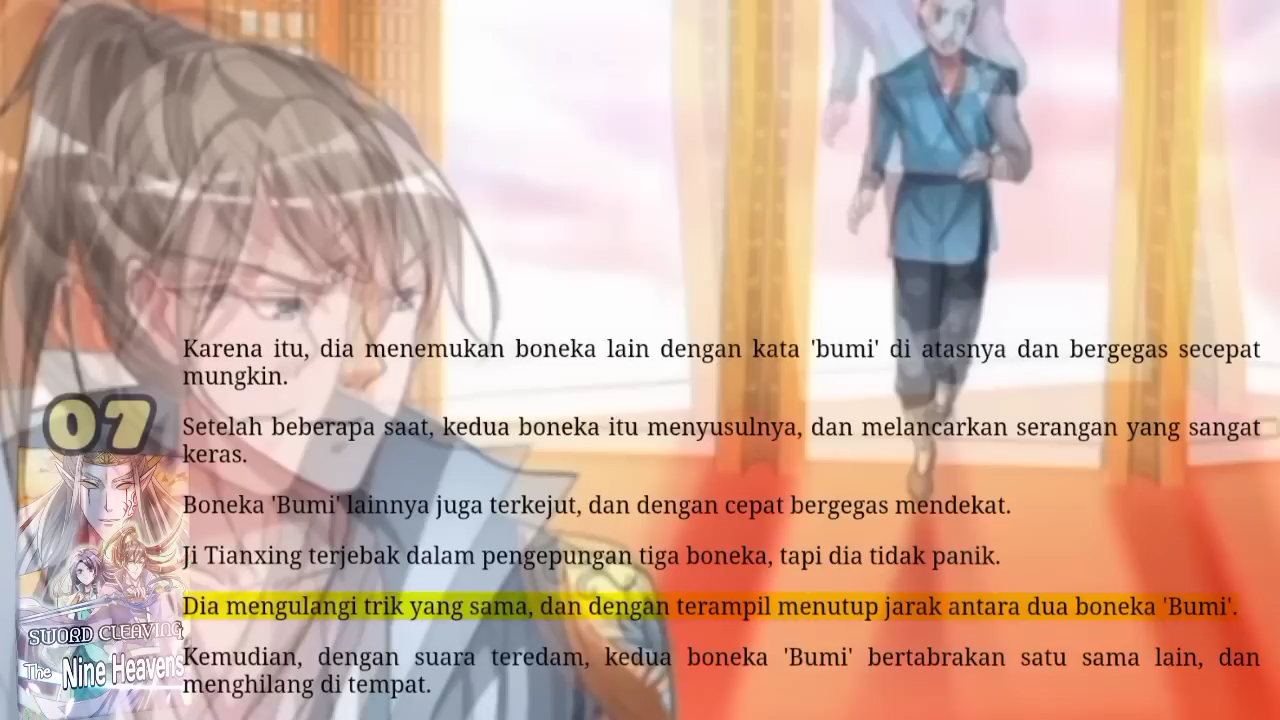 Karena itu, dia menemukan boneka lain dengan kata 'bumi' di atasnya dan bergegas secepat
mungkin.
07
Setelah beberapa saat, kedua boneka itu menyusulnya, dan melancarkan serangan yang sangat
keras.
Boneka 'Bumi' lainnya juga terkejut, dan dengan cepat bergegas mendekat.
Ji Tianxing terjebak dalam pengepungan tiga boneka, tapi dia tidak panik.
Dia mengulangi trik yang sama, dan dengan terampil menutup jarak antara dua boneka 'Bumi'.
SWORD CLEAVING
The Nine Heavens
Kemudian, dengan suara teredam, kedua boneka 'Bumi' bertabrakan satu sama lain, dan
menghilang di tempat.